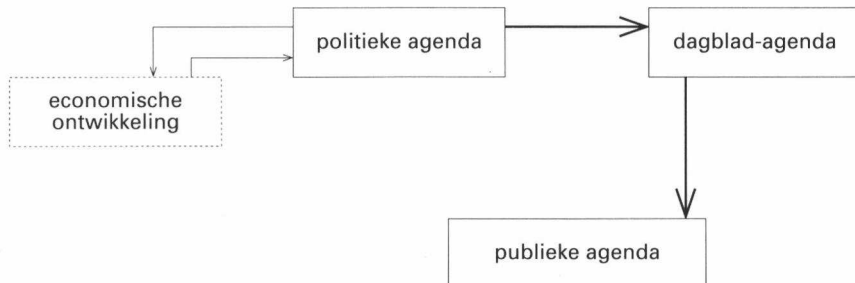 politieke agenda
dagblad-agenda
economische
ontwikkeling
publieke agenda